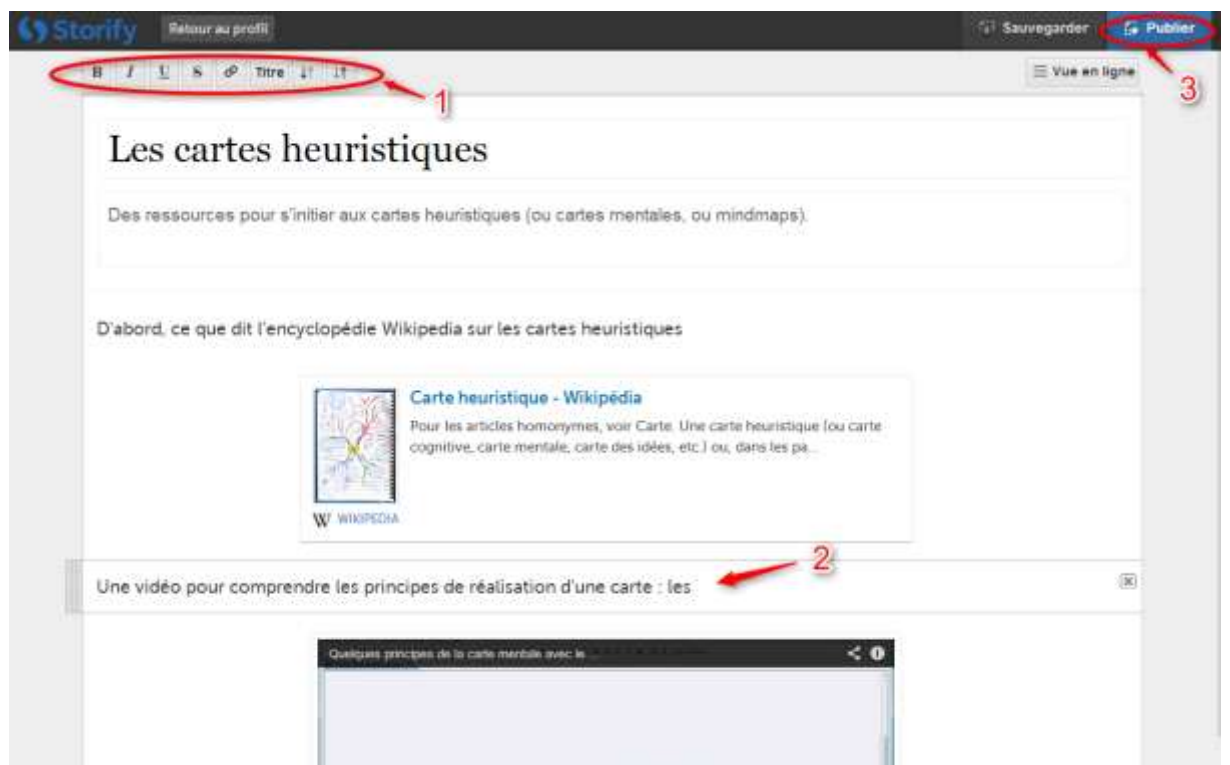 Storify Retour au profil Sauvegarder Publier
B I U S Titre ↓↑ ↓↑ Vue en ligne
1
3
Les cartes heuristiques
Des ressources pour s'initier aux cartes heuristiques (ou cartes mentales, ou mindmaps).
D'abord, ce que dit l'encyclopédie Wikipedia sur les cartes heuristiques
Carte heuristique - Wikipédia
Pour les articles homonymes, voir Carte. Une carte heuristique (ou carte
cognitive, carte mentale, carte des idées, etc.) ou, dans les pa...
W WIKIPEDIA
2
Une vidéo pour comprendre les principes de réalisation d'une carte : les
Quelques principes de la carte mentale avec le...